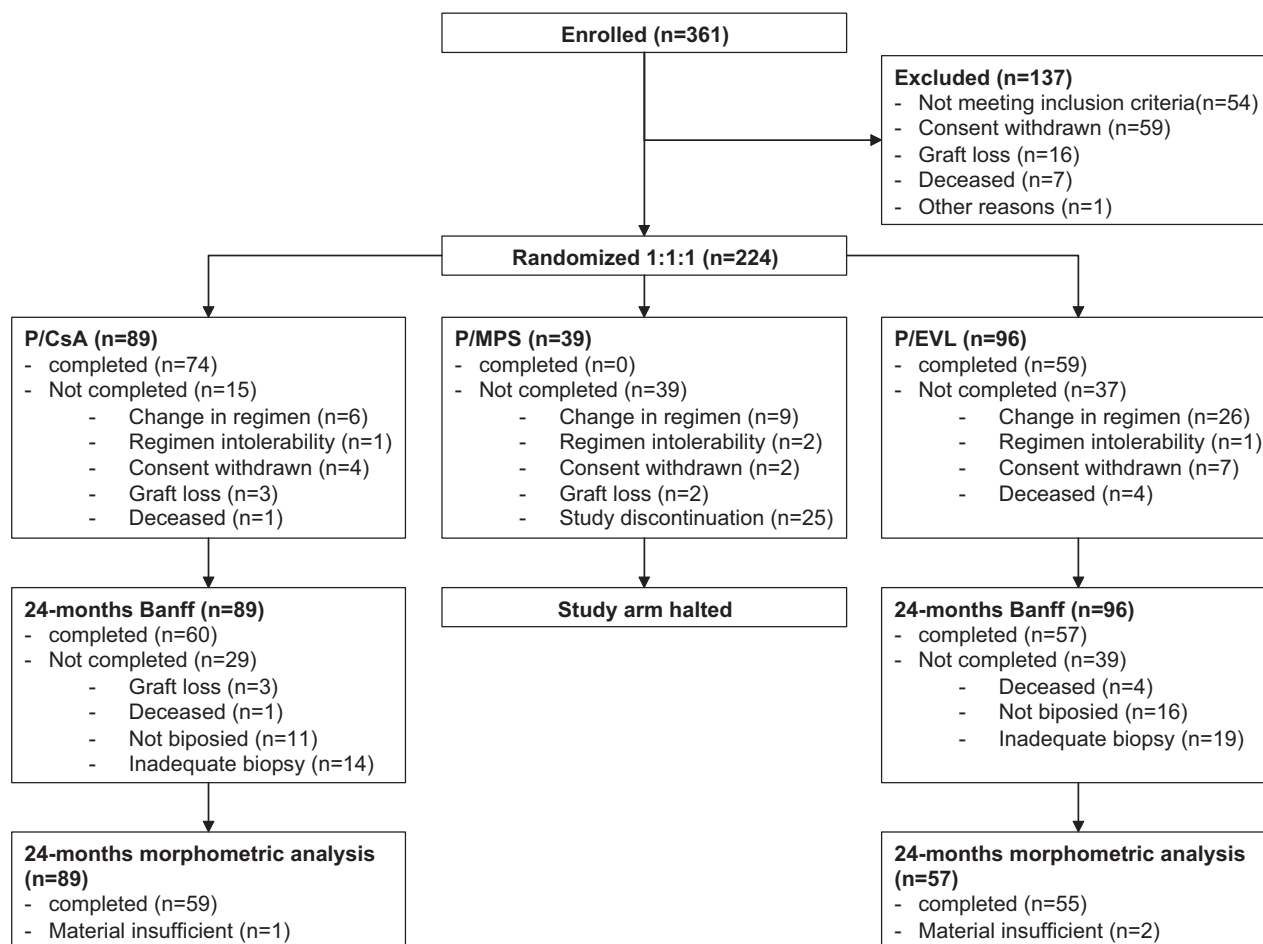 Enrolled (n=361)
Excluded (n=137)
- Not meeting inclusion criteria(n=54)
- Consent withdrawn (n=59)
- Graft loss (n=16)
- Deceased (n=7)
- Other reasons (n=1)
Randomized 1:1:1 (n=224)
P/CsA (n=89)
- completed (n=74)
- Not completed (n=15)
- Change in regimen (n=6)
- Regimen intolerability (n=1)
- Consent withdrawn (n=4)
- Graft loss (n=3)
- Deceased (n=1)
P/MPS (n=39)
- completed (n=0)
- Not completed (n=39)
- Change in regimen (n=9)
- Regimen intolerability (n=2)
- Consent withdrawn (n=2)
- Graft loss (n=2)
- Study discontinuation (n=25)
P/EVL (n=96)
- completed (n=59)
- Not completed (n=37)
- Change in regimen (n=26)
- Regimen intolerability (n=1)
- Consent withdrawn (n=7)
- Deceased (n=4)
24-months Banff (n=89)
- completed (n=60)
- Not completed (n=29)
- Graft loss (n=3)
- Deceased (n=1)
- Not biposied (n=11)
- Inadequate biopsy (n=14)
Study arm halted
24-months Banff (n=96)
- completed (n=57)
- Not completed (n=39)
- Deceased (n=4)
- Not biposied (n=16)
- Inadequate biopsy (n=19)
24-months morphometric analysis
(n=89)
- completed (n=59)
- Material insufficient (n=1)
24-months morphometric analysis
(n=57)
- completed (n=55)
- Material insufficient (n=2)